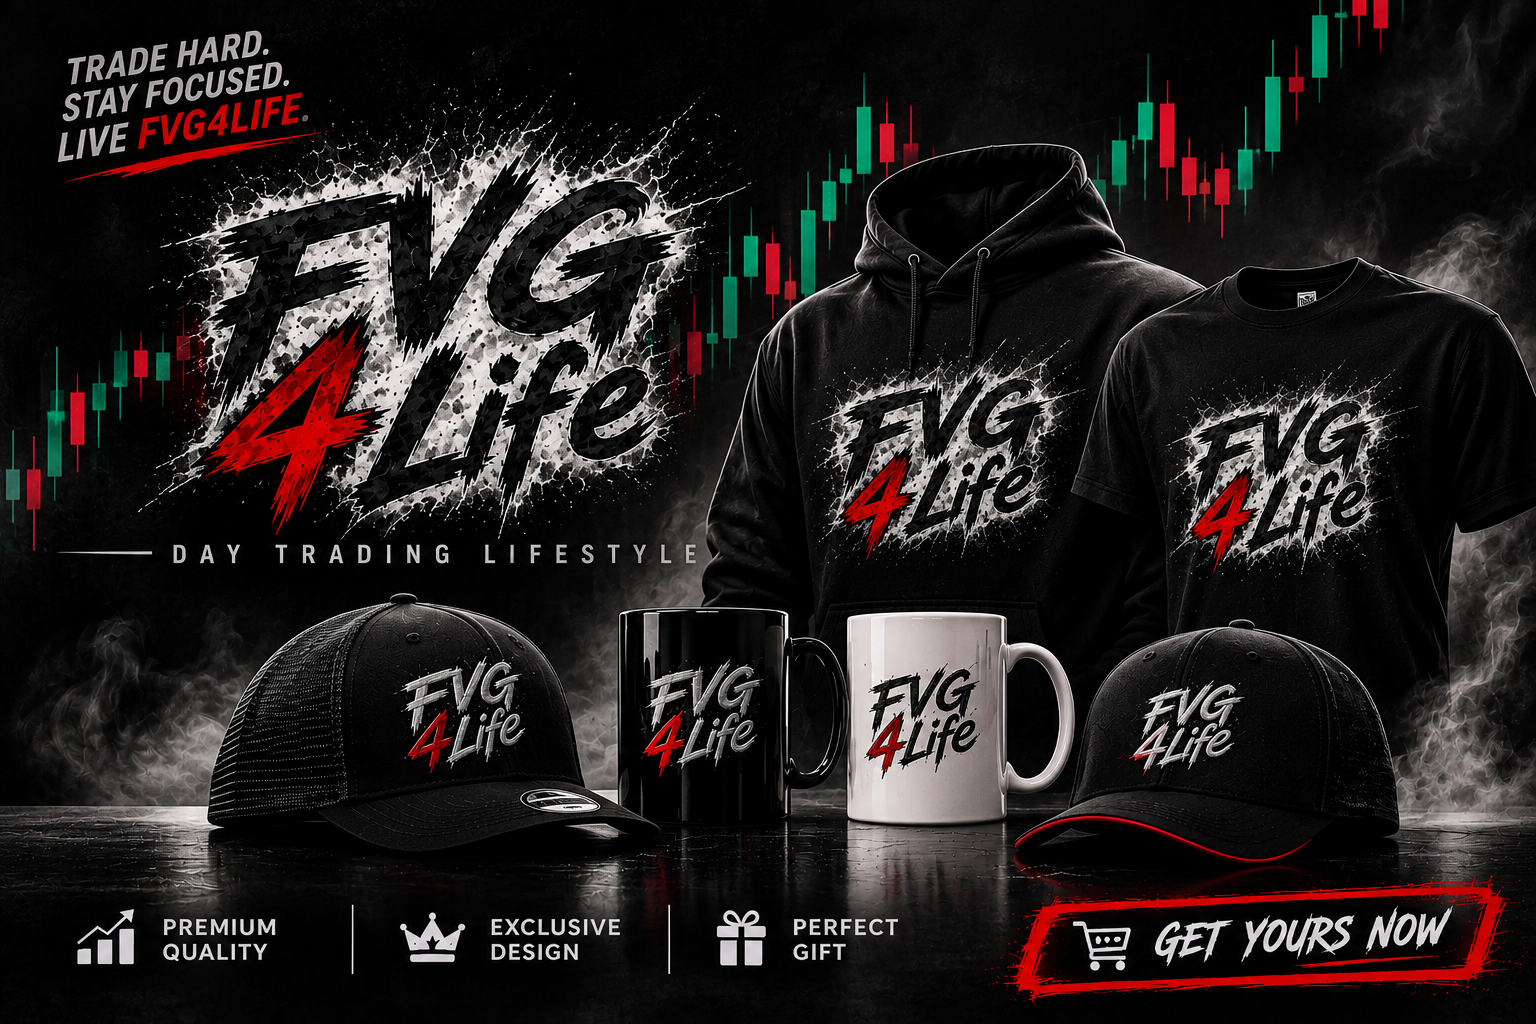 TRADE HARD.
STAY FOCUSED.
LIVE FVG4LIFE.
FVG
4Life
DAY TRADING LIFESTYLE
FVG
4Life
FVG
4Life
FVG
4Life
FVG
4Life
FVG
4Life
FVG
4Life
PREMIUM
QUALITY
EXCLUSIVE
DESIGN
PERFECT
GIFT
GET YOURS NOW